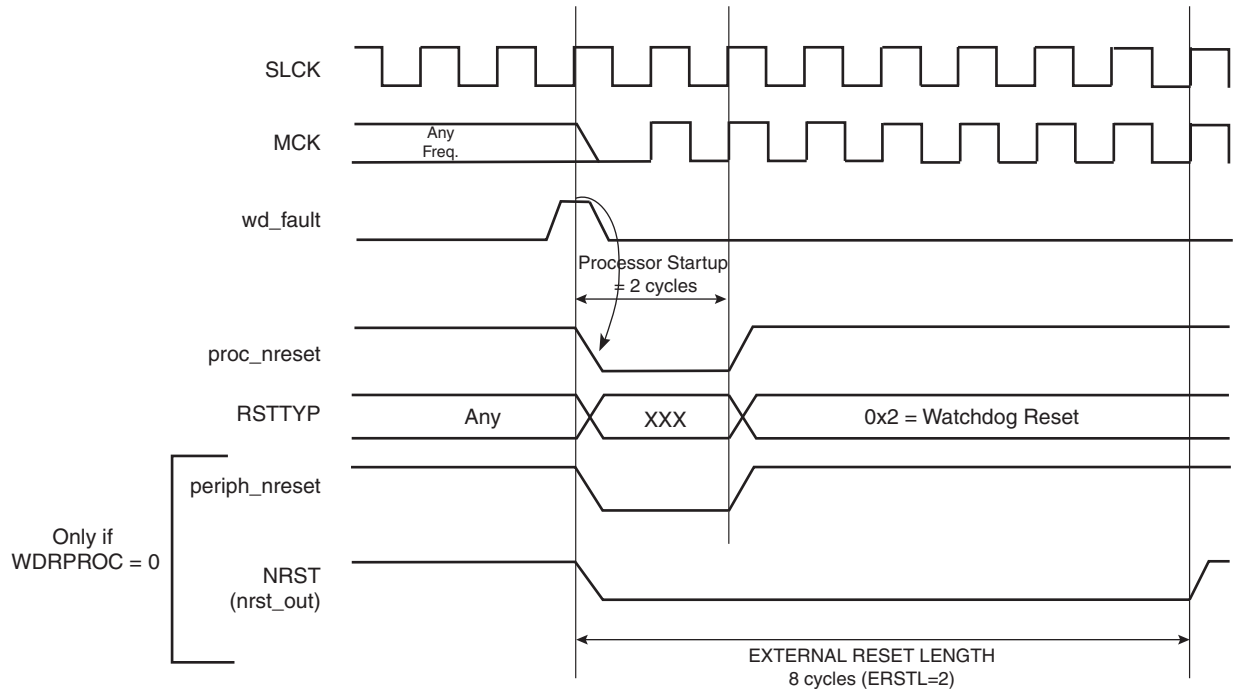 SLCK
MCK
Any
Freq.
wd_fault
Processor Startup
= 2 cycles
proc_nreset
RSTTYP
Any
XXX
0x2 = Watchdog Reset
periph_nreset
Only if
WDRPROC = 0
NRST
(nrst_out)
EXTERNAL RESET LENGTH
8 cycles (ERSTL=2)